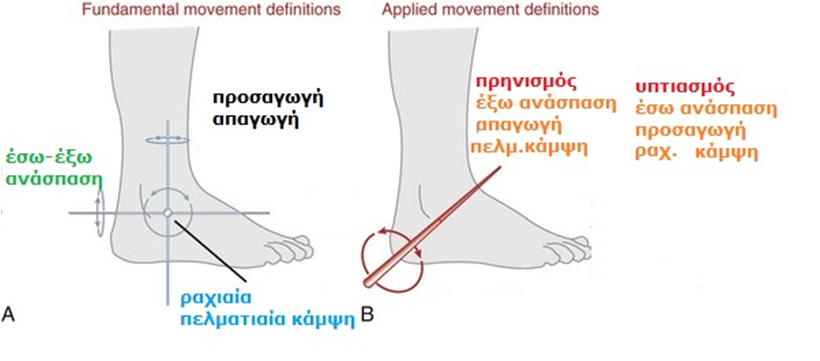 Fundamental movement definitions
προσαγωγή
απαγωγή
έσω-έξω
ανάσπαση
ραχιαία
πελματιαία κάμψη
A
Applied movement definitions
πρηνισμός
έξω ανάσπαση
απαγωγή
πελμ.κάμψη
υπτιασμός
έσω ανάσπαση
προσαγωγή
ραχ. κάμψη
B